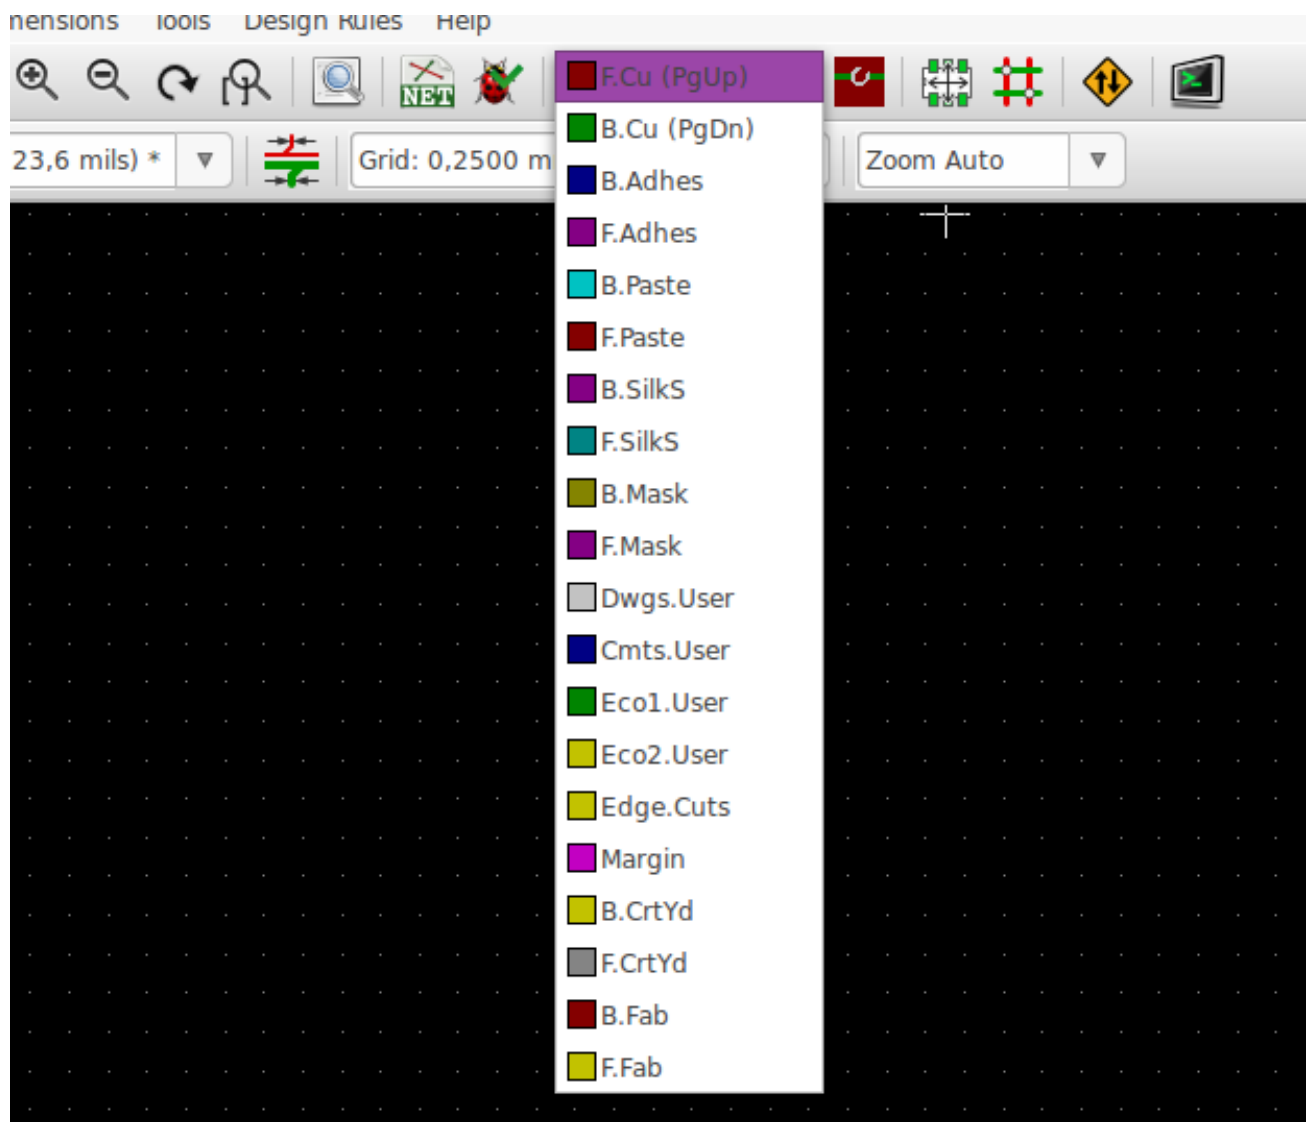 Tools Design Rules Help
NET
23,6 mils) *
Grid: 0,2500 m
Zoom Auto
F.Cu (PgUp)
B.Cu (PgDn)
B.Adhes
F.Adhes
B.Paste
F.Paste
B.SilkS
F.SilkS
B.Mask
F.Mask
Dwgs.User
Cmts.User
Eco1.User
Eco2.User
Edge.Cuts
Margin
B.CrtYd
F.CrtYd
B.Fab
F.Fab